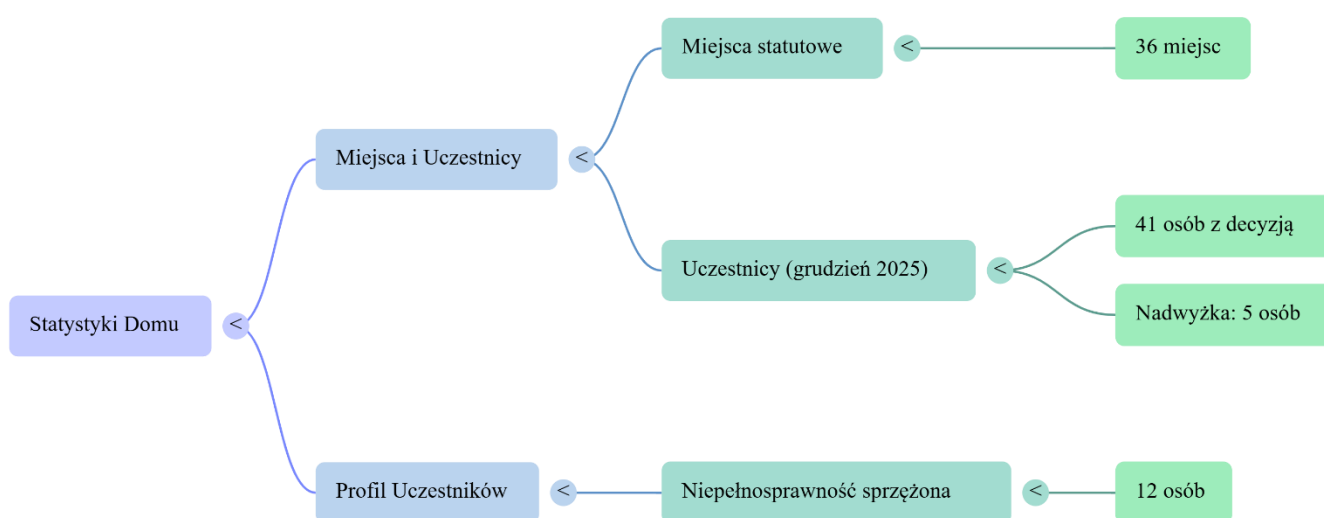 Statystyki Domu
<
Miejsca i Uczestnicy
<
Miejsca statutowe
<
36 miejsc
Uczestnicy (grudzień 2025)
<
41 osób z decyzją
Nadwyżka: 5 osób
Profil Uczestników
<
Niepełnosprawność sprzężona
<
12 osób